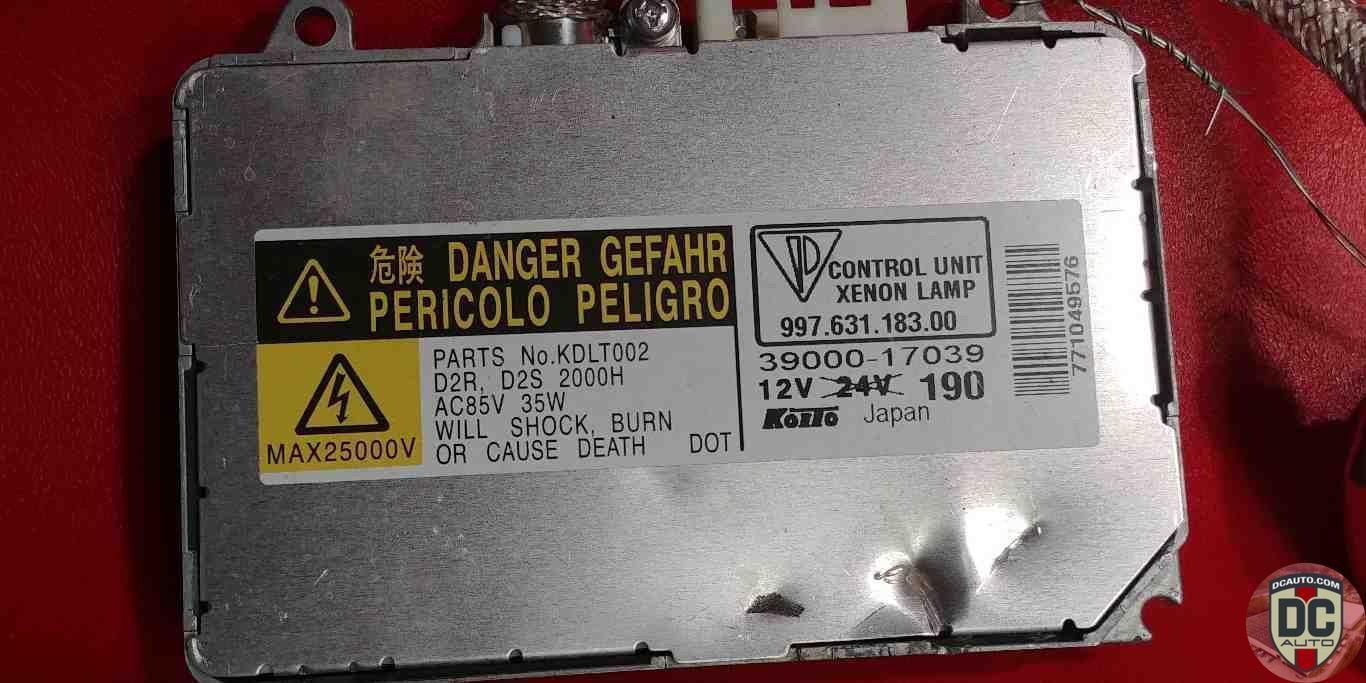 危険 DANGER GEFAHR
PERICOLO PELIGRO
MAX25000V
PARTS No.KDLT002
D2R, D2S 2000H
AC85V 35W
WILL SHOCK, BURN
OR CAUSE DEATH DOT
CONTROL UNIT
XENON LAMP
997.631.183.00
39000-17039
12V 24V 190
KOITO Japan
771049576
DCAUTO.COM
DC
AUTO